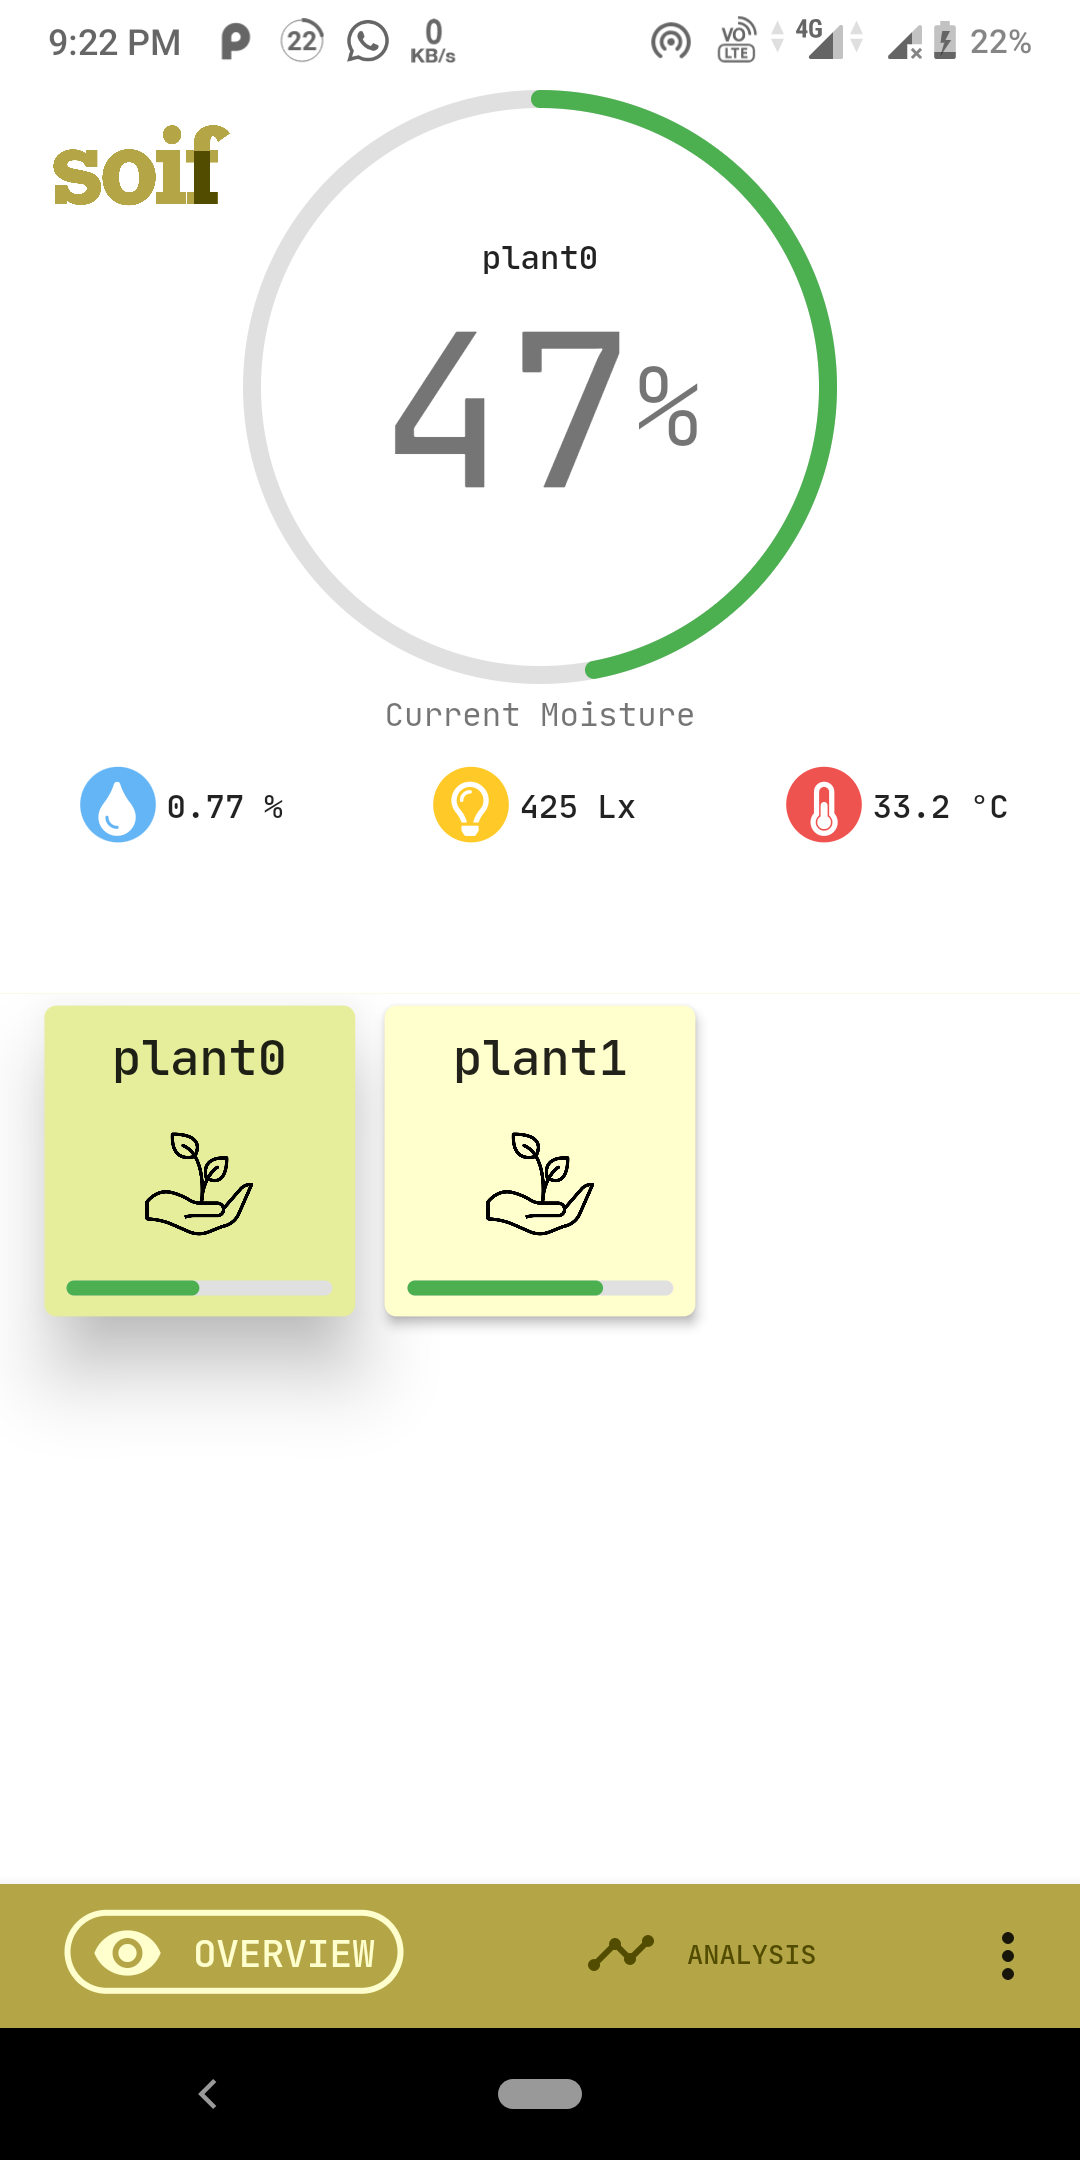 9:22 PM 22 0 KB/s VO LTE 4G 22%
soif
plant0
47%
Current Moisture
0.77 % 425 Lx 33.2 °C
plant0 plant1
OVERVIEW ANALYSIS